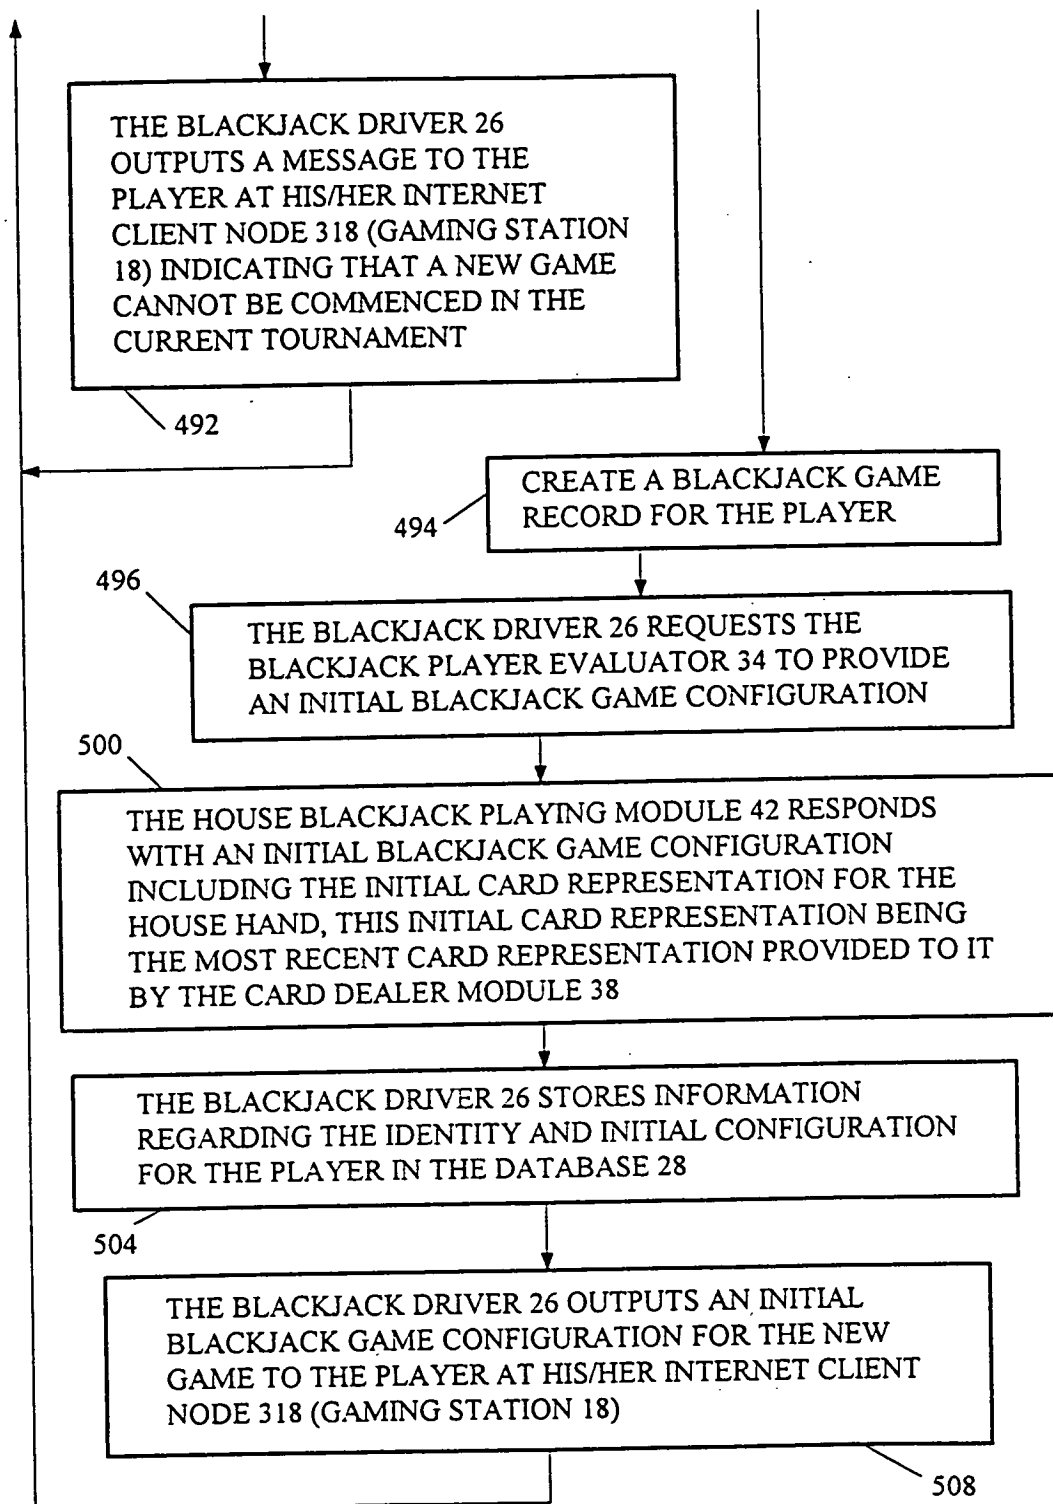 THE BLACKJACK DRIVER 26
OUTPUTS A MESSAGE TO THE
PLAYER AT HIS/HER INTERNET
CLIENT NODE 318 (GAMING STATION
18) INDICATING THAT A NEW GAME
CANNOT BE COMMENCED IN THE
CURRENT TOURNAMENT
492
CREATE A BLACKJACK GAME
RECORD FOR THE PLAYER
494
496
THE BLACKJACK DRIVER 26 REQUESTS THE
BLACKJACK PLAYER EVALUATOR 34 TO PROVIDE
AN INITIAL BLACKJACK GAME CONFIGURATION
500
THE HOUSE BLACKJACK PLAYING MODULE 42 RESPONDS
WITH AN INITIAL BLACKJACK GAME CONFIGURATION
INCLUDING THE INITIAL CARD REPRESENTATION FOR THE
HOUSE HAND, THIS INITIAL CARD REPRESENTATION BEING
THE MOST RECENT CARD REPRESENTATION PROVIDED TO IT
BY THE CARD DEALER MODULE 38
THE BLACKJACK DRIVER 26 STORES INFORMATION
REGARDING THE IDENTITY AND INITIAL CONFIGURATION
FOR THE PLAYER IN THE DATABASE 28
504
THE BLACKJACK DRIVER 26 OUTPUTS AN INITIAL
BLACKJACK GAME CONFIGURATION FOR THE NEW
GAME TO THE PLAYER AT HIS/HER INTERNET CLIENT
NODE 318 (GAMING STATION 18)
508